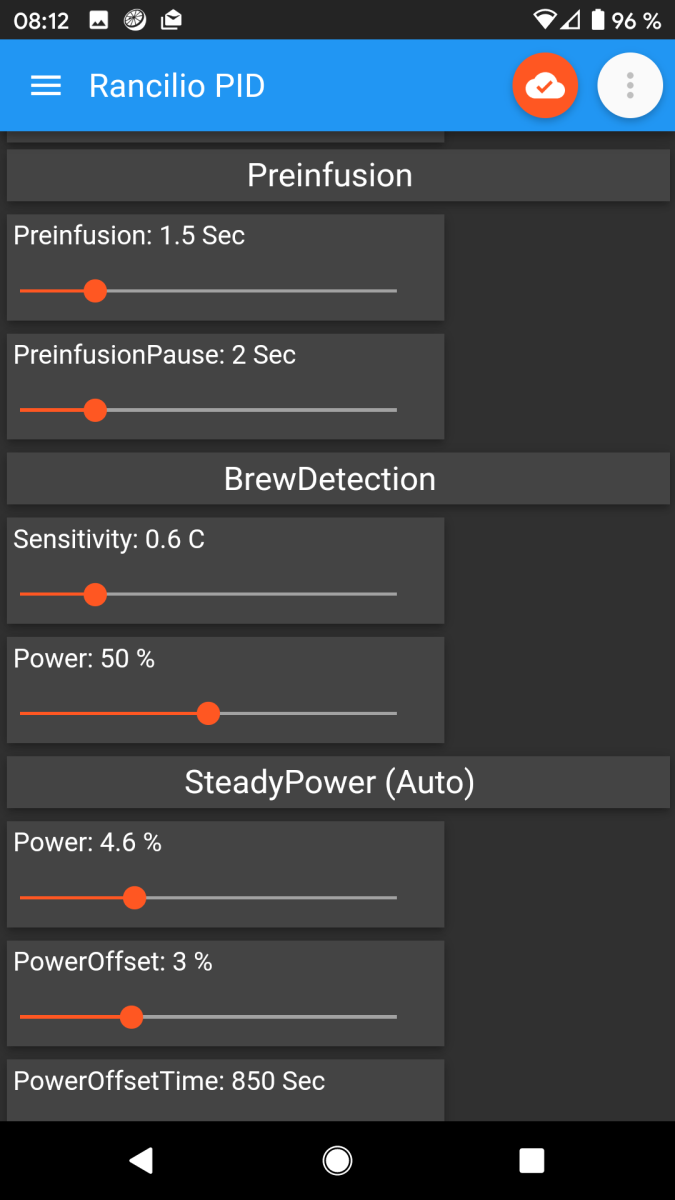 08:12
96 %
Rancilio PID
Preinfusion
Preinfusion: 1.5 Sec
PreinfusionPause: 2 Sec
BrewDetection
Sensitivity: 0.6 C
Power: 50 %
SteadyPower (Auto)
Power: 4.6 %
PowerOffset: 3 %
PowerOffsetTime: 850 Sec